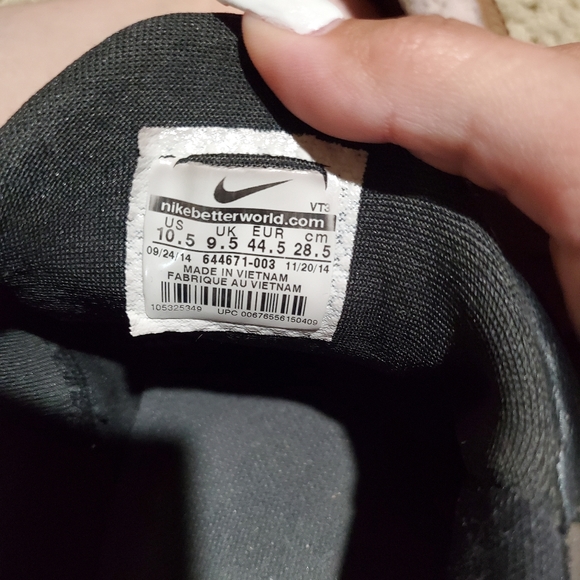 VT3
nikebetterworld.com
US UK EUR cm
10.5 9.5 44.5 28.5
09/24/14 644671-003 11/20/14
MADE IN VIETNAM
FABRIQUE AU VIETNAM
105325349 UPC 00676556150409